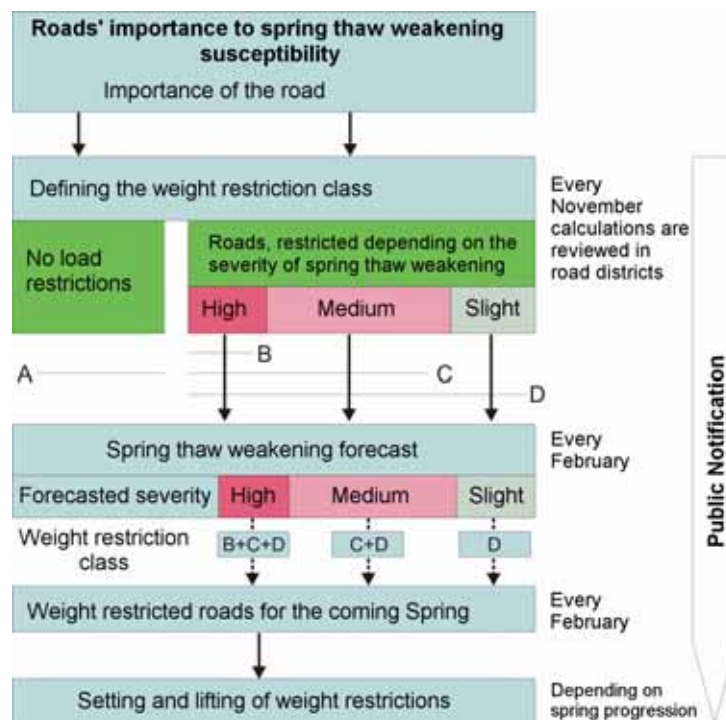 Roads' importance to spring thaw weakening
susceptibility
Importance of the road
Defining the weight restriction class
Every
November
calculations are
reviewed in
road districts
No load
restrictions
Roads, restricted depending on the
severity of spring thaw weakening
High
Medium
Slight
A
B
C
D
Spring thaw weakening forecast
Every
February
Forecasted severity
High
Medium
Slight
Weight restriction
class
B+C+D
C+D
D
Weight restricted roads for the coming Spring
Every
February
Setting and lifting of weight restrictions
Depending on
spring progression
Public Notification